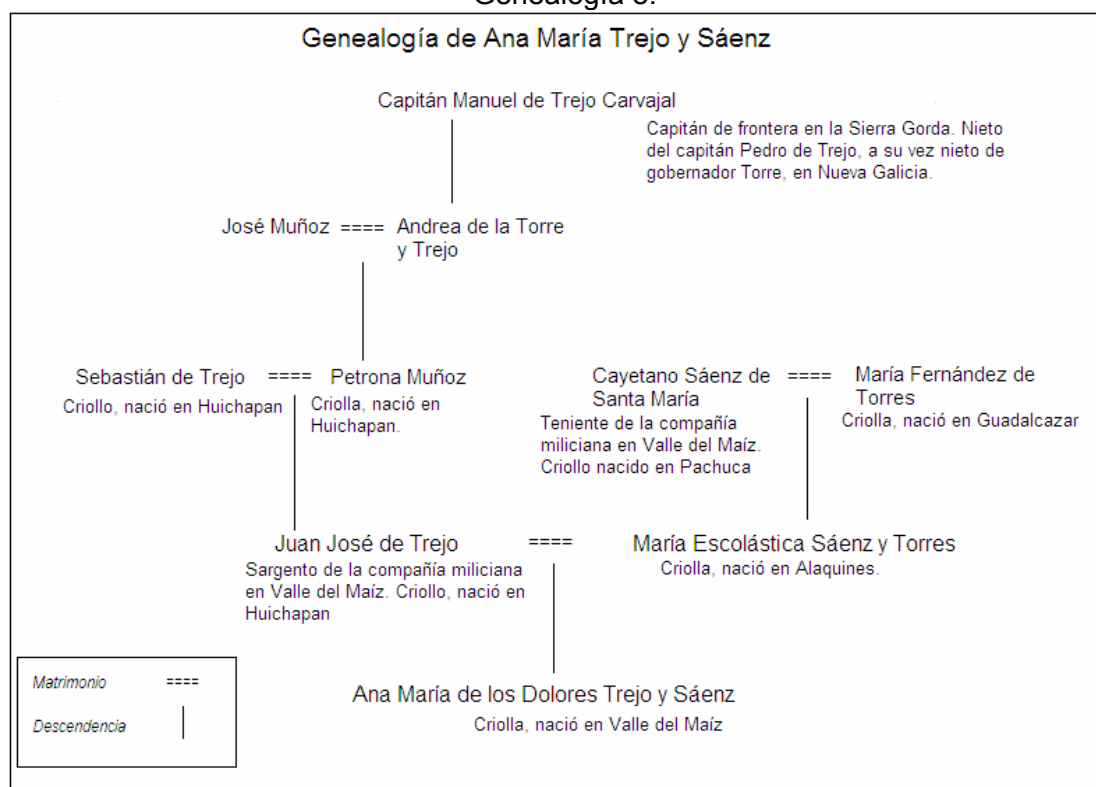 Genealogía de Ana María Trejo y Sáenz
Capitán Manuel de Trejo Carvajal
Capitán de frontera en la Sierra Gorda. Nieto
del capitán Pedro de Trejo, a su vez nieto de
gobernador Torre, en Nueva Galicia.
José Muñoz ==== Andrea de la Torre
y Trejo
Sebastián de Trejo ==== Petrona Muñoz
Criollo, nació en Huichapan
Criolla, nació en
Huichapan.
Cayetano Sáenz de ==== María Fernández de
Santa María
Torres
Teniente de la compañía
miliciana en Valle del Maíz.
Criollo nacido en Pachuca
Criolla, nació en Guadalcazar
Juan José de Trejo ==== María Escolástica Sáenz y Torres
Sargento de la compañía miliciana
en Valle del Maíz. Criollo, nació en
Huichapan
Criolla, nació en Alaquines.
Ana María de los Dolores Trejo y Sáenz
Criolla, nació en Valle del Maíz
Matrimonio ====
Descendencia